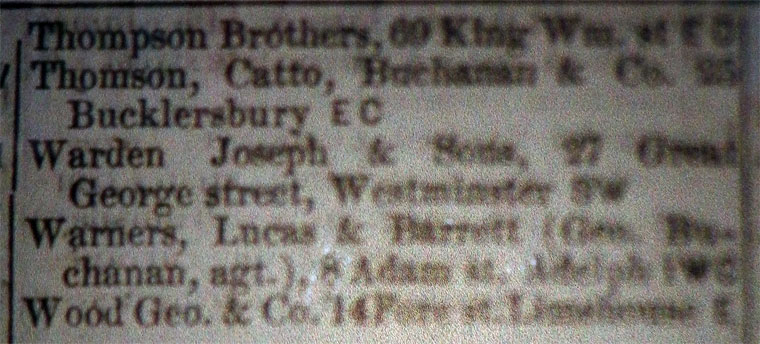 Thompson Brothers, 60 King Wm. st E C
Thomson, Catto, Buchanan & Co. 25
Bucklersbury E C
Warden Joseph & Sons, 27 Great
George street, Westminster SW
Warners, Lucas & Barrett (Geo. Bu-
chanan, agt.), 8 Adam st. Adelphi W C
Wood Geo. & Co. 14 Fore st. Limehouse E